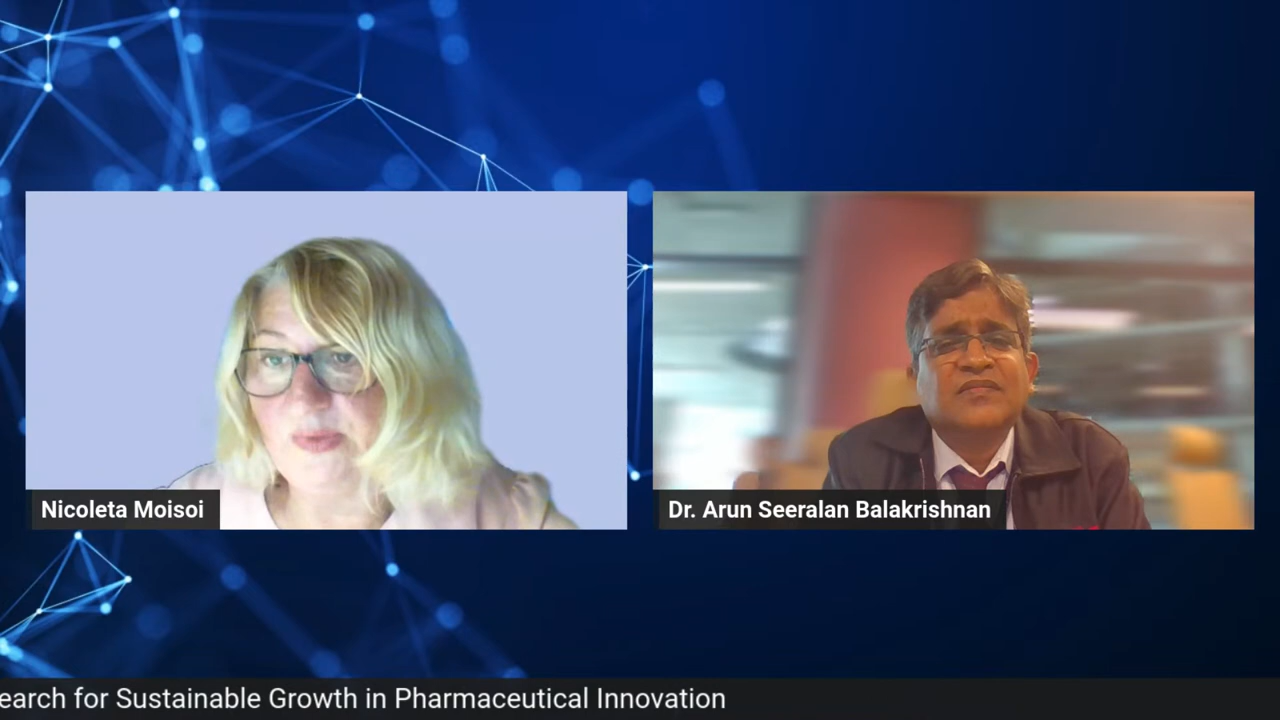 Nicoleta Moisoi
Dr. Arun Seeralan Balakrishnan
earch for Sustainable Growth in Pharmaceutical Innovation